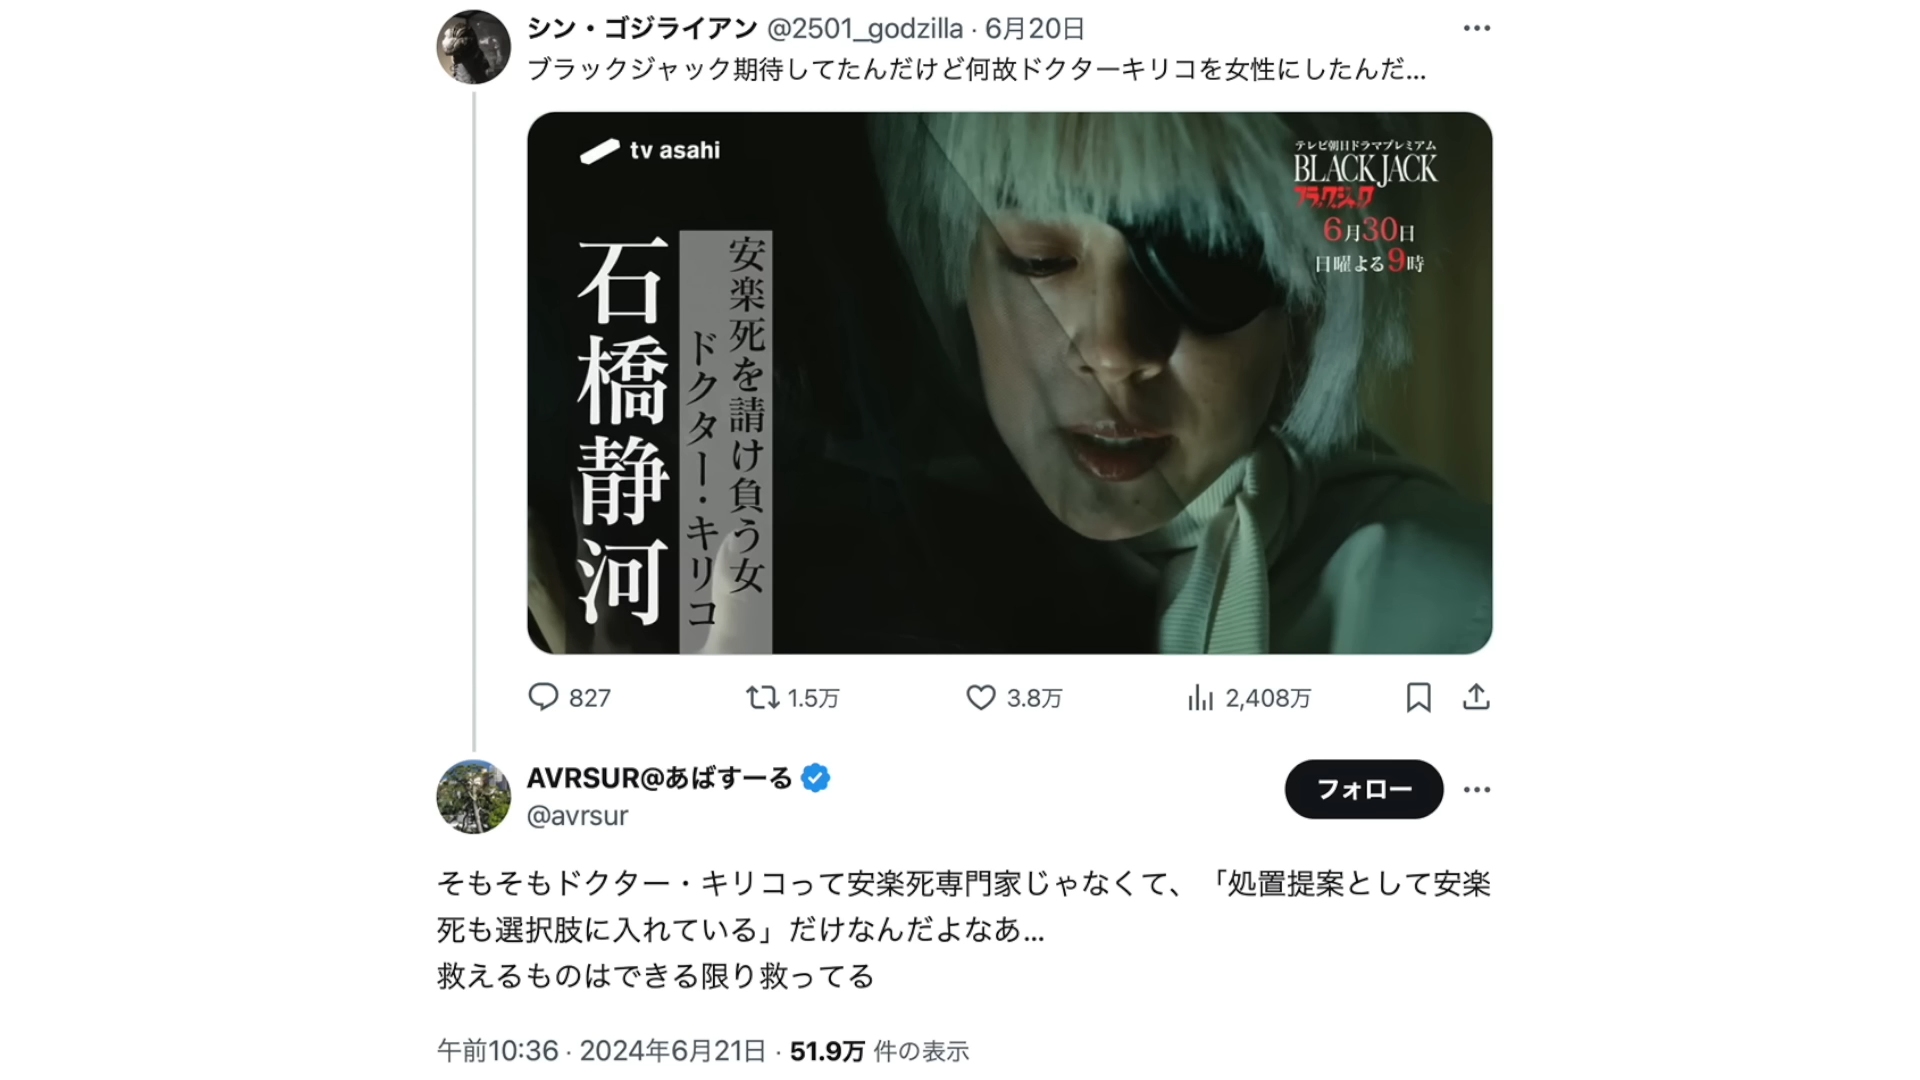 シン・ゴジライアン @2501_godzilla · 6月20日
ブラックジャック期待してたんだけど何故ドクターキリコを女性にしたんだ...
tv asahi
テレビ朝日ドラマプレミアム
BLACK JACK
ブラックジャック
6月30日
日曜よる9時
安楽死を請け負う女
ドクター・キリコ
石橋静河
827
1.5万
3.8万
2,408万
AVRSUR@あばすーる
@avrsur
フォロー
そもそもドクター・キリコって安楽死専門家じゃなくて、「処置提案として安楽
死も選択肢に入れている」だけなんだよなあ...
救えるものはできる限り救ってる
午前10:36 · 2024年6月21日 · 51.9万 件の表示